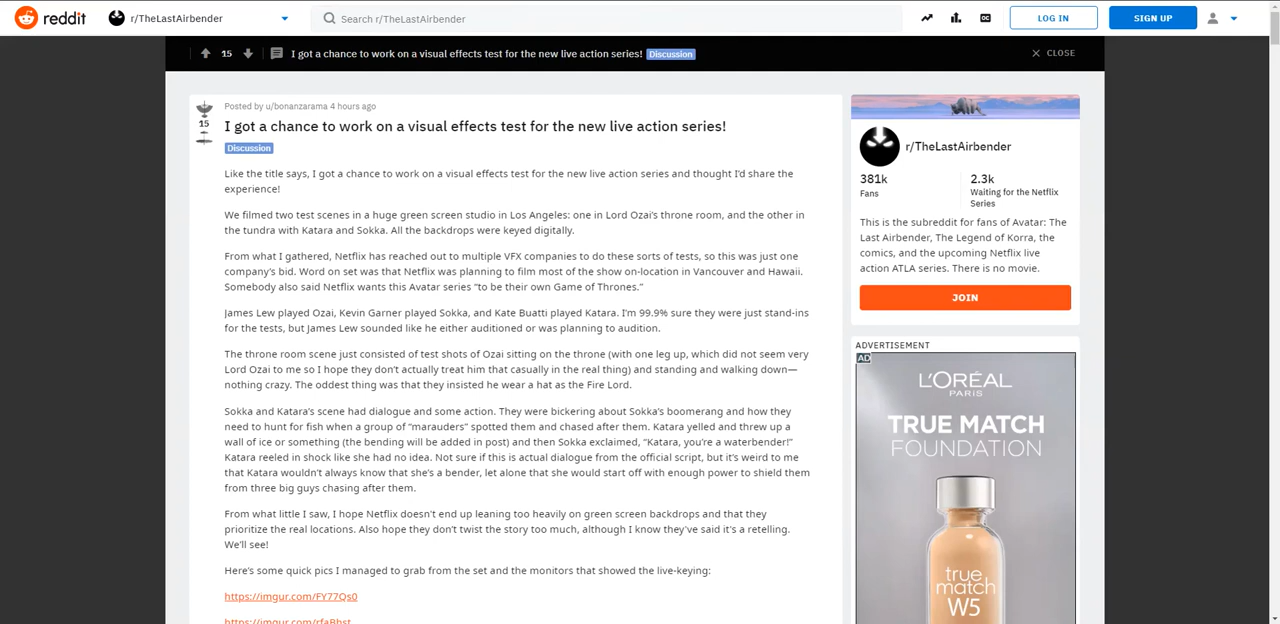 reddit
r/TheLastAirbender
Search r/TheLastAirbender
OC
LOG IN
SIGN UP
15
I got a chance to work on a visual effects test for the new live action series!
Discussion
CLOSE
15
Posted by u/bonanzarama 4 hours ago
I got a chance to work on a visual effects test for the new live action series!
Discussion
Like the title says, I got a chance to work on a visual effects test for the new live action series and thought I'd share the
experience!
We filmed two test scenes in a huge green screen studio in Los Angeles: one in Lord Ozai's throne room, and the other in
the tundra with Katara and Sokka. All the backdrops were keyed digitally.
From what I gathered, Netflix has reached out to multiple VFX companies to do these sorts of tests, so this was just one
company's bid. Word on set was that Netflix was planning to film most of the show on-location in Vancouver and Hawaii.
Somebody also said Netflix wants this Avatar series “to be their own Game of Thrones.”
James Lew played Ozai, Kevin Garner played Sokka, and Kate Buatti played Katara. I'm 99.9% sure they were just stand-ins
for the tests, but James Lew sounded like he either auditioned or was planning to audition.
The throne room scene just consisted of test shots of Ozai sitting on the throne (with one leg up, which did not seem very
Lord Ozai to me so I hope they don't actually treat him that casually in the real thing) and standing and walking down—
nothing crazy. The oddest thing was that they insisted he wear a hat as the Fire Lord.
Sokka and Katara's scene had dialogue and some action. They were bickering about Sokka's boomerang and how they
need to hunt for fish when a group of “marauders” spotted them and chased after them. Katara yelled and threw up a
wall of ice or something (the bending will be added in post) and then Sokka exclaimed, “Katara, you're a waterbender!”
Katara reeled in shock like she had no idea. Not sure if this is actual dialogue from the official script, but it's weird to me
that Katara wouldn't always know that she's a bender, let alone that she would start off with enough power to shield them
from three big guys chasing after them.
From what little I saw, I hope Netflix doesn't end up leaning too heavily on green screen backdrops and that they
prioritize the real locations. Also hope they don't twist the story too much, although I know they've said it's a retelling.
We'll see!
Here's some quick pics I managed to grab from the set and the monitors that showed the live-keying:
https://imgur.com/FY77Qs0
https://imgur.com/rfaBhst
r/TheLastAirbender
381k
Fans
2.3k
Waiting for the Netflix
Series
This is the subreddit for fans of Avatar: The
Last Airbender, The Legend of Korra, the
comics, and the upcoming Netflix live
action ATLA series. There is no movie.
JOIN
ADVERTISEMENT
AD
L'ORÉAL
PARIS
TRUE MATCH
FOUNDATION
true
match
W5